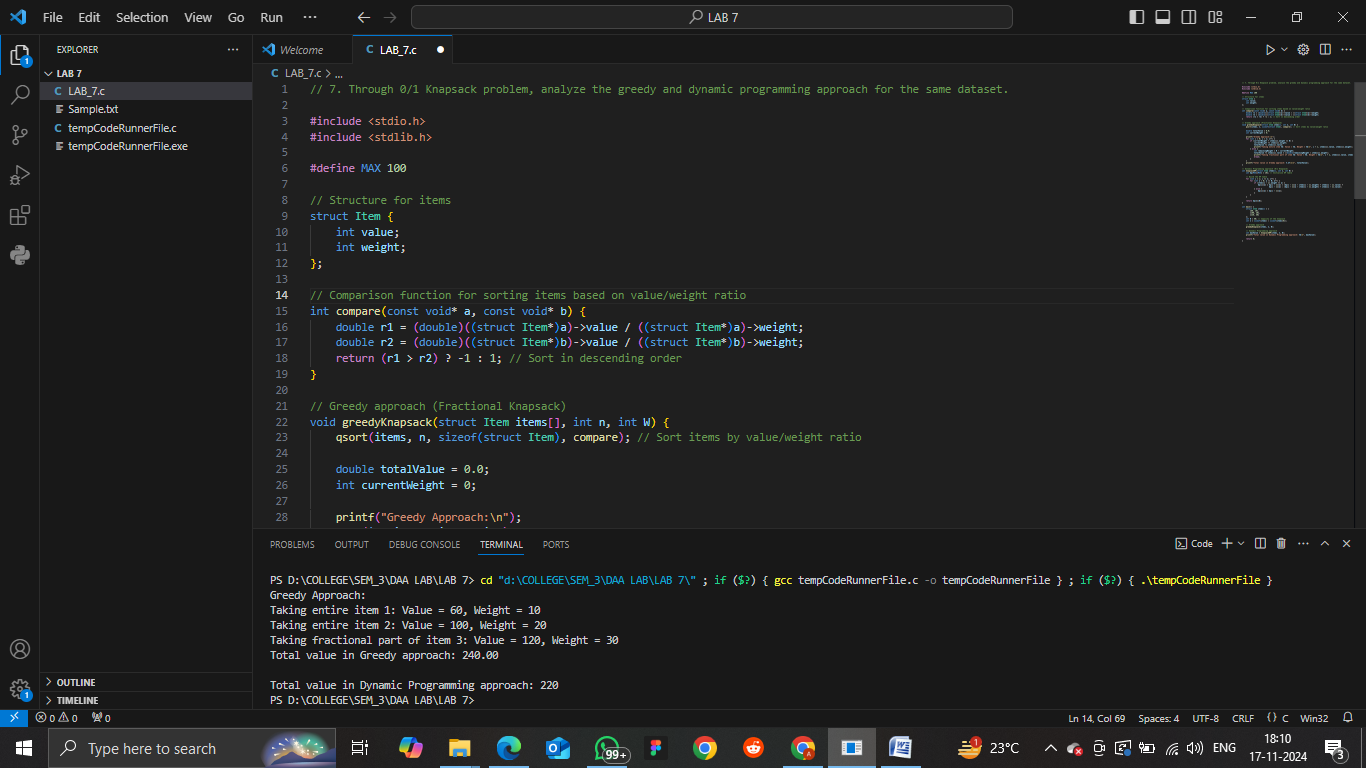 File Edit Selection View Go Run ··· LAB 7
EXPLORER ···
LAB 7
C LAB_7.c
Sample.txt
C tempCodeRunnerFile.c
tempCodeRunnerFile.exe
OUTLINE
TIMELINE
Welcome C LAB_7.c
C LAB_7.c > ...
1 // 7. Through 0/1 Knapsack problem, analyze the greedy and dynamic programming approach for the same dataset.
2
3 #include <stdio.h>
4 #include <stdlib.h>
5
6 #define MAX 100
7
8 // Structure for items
9 struct Item {
10 int value;
11 int weight;
12 };
13
14 // Comparison function for sorting items based on value/weight ratio
15 int compare(const void* a, const void* b) {
16 double r1 = (double)((struct Item*)a)->value / ((struct Item*)a)->weight;
17 double r2 = (double)((struct Item*)b)->value / ((struct Item*)b)->weight;
18 return (r1 > r2) ? -1 : 1; // Sort in descending order
19 }
20
21 // Greedy approach (Fractional Knapsack)
22 void greedyKnapsack(struct Item items[], int n, int W) {
23 qsort(items, n, sizeof(struct Item), compare); // Sort items by value/weight ratio
24
25 double totalValue = 0.0;
26 int currentWeight = 0;
27
28 printf("Greedy Approach:\n");
PROBLEMS OUTPUT DEBUG CONSOLE TERMINAL PORTS Code
PS D:\COLLEGE\SEM_3\DAA LAB\LAB 7> cd "d:\COLLEGE\SEM_3\DAA LAB\LAB 7\" ; if ($?) { gcc tempCodeRunnerFile.c -o tempCodeRunnerFile } ; if ($?) { .\tempCodeRunnerFile }
Greedy Approach:
Taking entire item 1: Value = 60, Weight = 10
Taking entire item 2: Value = 100, Weight = 20
Taking fractional part of item 3: Value = 120, Weight = 30
Total value in Greedy approach: 240.00
Total value in Dynamic Programming approach: 220
PS D:\COLLEGE\SEM_3\DAA LAB\LAB 7>
0 0 0 Ln 14, Col 69 Spaces: 4 UTF-8 CRLF {} C Win32
Type here to search 99+ 1 23°C ENG 18:10
17-11-2024 3